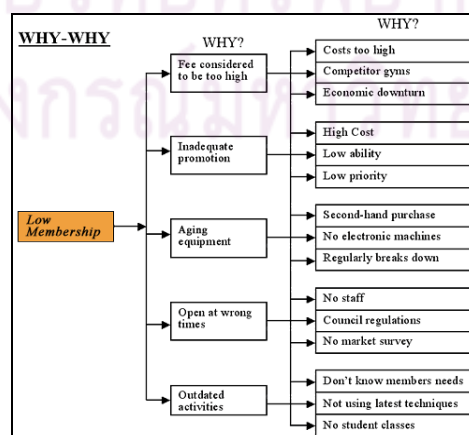 WHY-WHY
WHY?
WHY?
Low
Membership
Fee considered
to be too high
Costs too high
Competitor gyms
Economic downturn
Inadequate
promotion
High Cost
Low ability
Low priority
Aging
equipment
Second-hand purchase
No electronic machines
Regularly breaks down
Open at wrong
times
No staff
Council regulations
No market survey
Outdated
activities
Don't know members needs
Not using latest techniques
No student classes